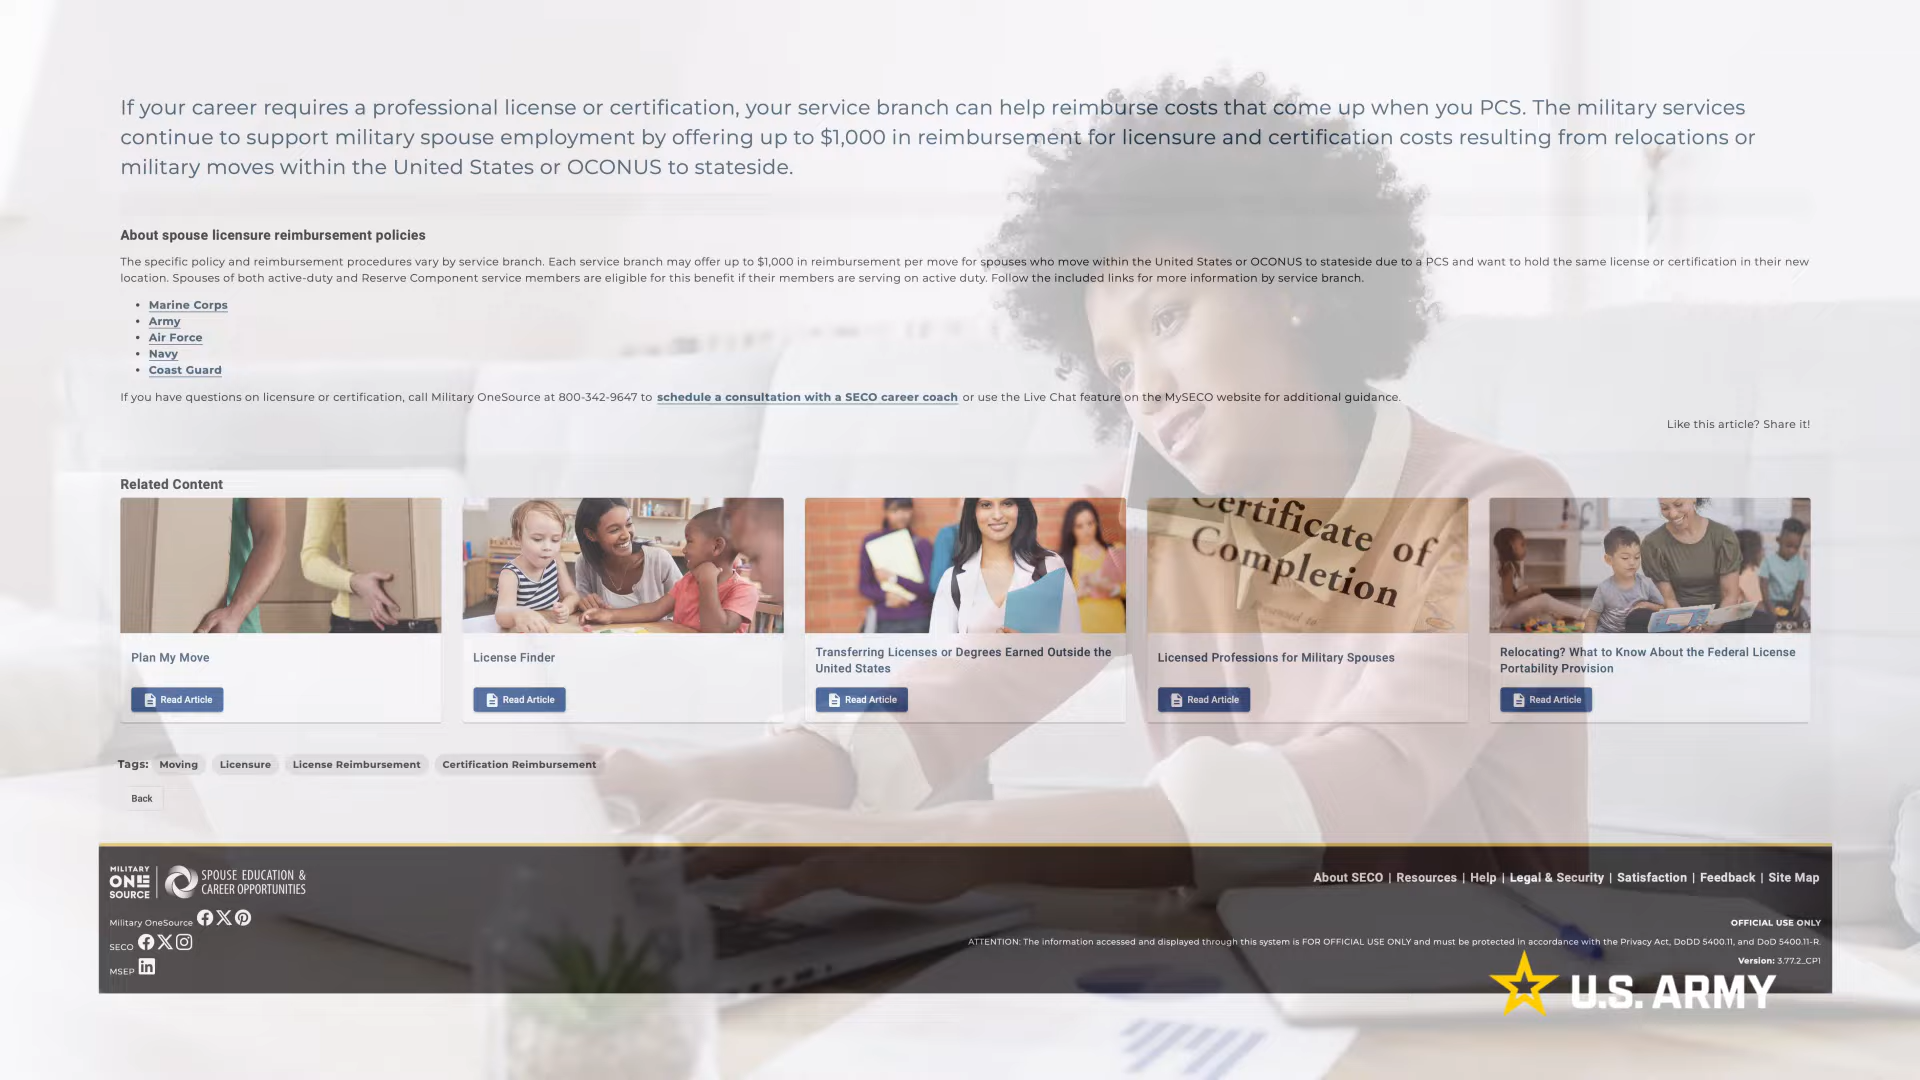 If your career requires a professional license or certification, your service branch can help reimburse costs that come up when you PCS. The military services
continue to support military spouse employment by offering up to $1,000 in reimbursement for licensure and certification costs resulting from relocations or
military moves within the United States or OCONUS to stateside.
About spouse licensure reimbursement policies
The specific policy and reimbursement procedures vary by service branch. Each service branch may offer up to $1,000 in reimbursement per move for spouses who move within the United States or OCONUS to stateside due to a PCS and want to hold the same license or certification in their new
location. Spouses of both active-duty and Reserve Component service members are eligible for this benefit if their members are serving on active duty. Follow the included links for more information by service branch.
• Marine Corps
• Army
• Air Force
• Navy
• Coast Guard
If you have questions on licensure or certification, call Military OneSource at 800-342-9647 to schedule a consultation with a SECO career coach or use the Live Chat feature on the MySECO website for additional guidance.
Like this article? Share it!
Related Content
Certificate of
Completion
Presented to
Plan My Move
License Finder
Transferring Licenses or Degrees Earned Outside the
United States
Licensed Professions for Military Spouses
Relocating? What to Know About the Federal License
Portability Provision
Read Article
Read Article
Read Article
Read Article
Read Article
Tags: Moving Licensure License Reimbursement Certification Reimbursement
Back
MILITARY
ONE
SOURCE
SPOUSE EDUCATION &
CAREER OPPORTUNITIES
About SECO | Resources | Help | Legal & Security | Satisfaction | Feedback | Site Map
Military OneSource
SECO
MSEP
OFFICIAL USE ONLY
ATTENTION: The information accessed and displayed through this system is FOR OFFICIAL USE ONLY and must be protected in accordance with the Privacy Act, DoDD 5400.11, and DoD 5400.11-R.
Version: 3.77.2_CP1
U.S. ARMY